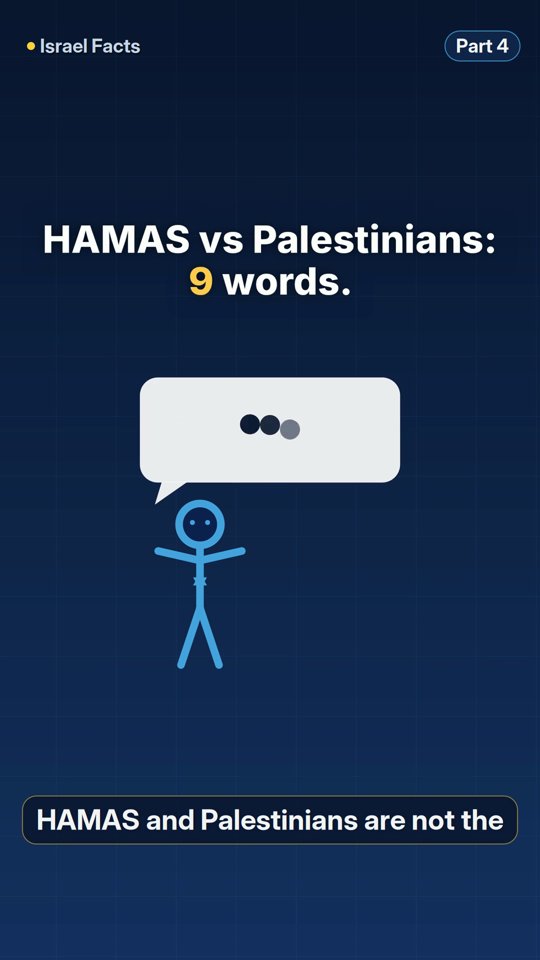 Israel Facts
Part 4
HAMAS vs Palestinians:
9 words.
HAMAS and Palestinians are not the